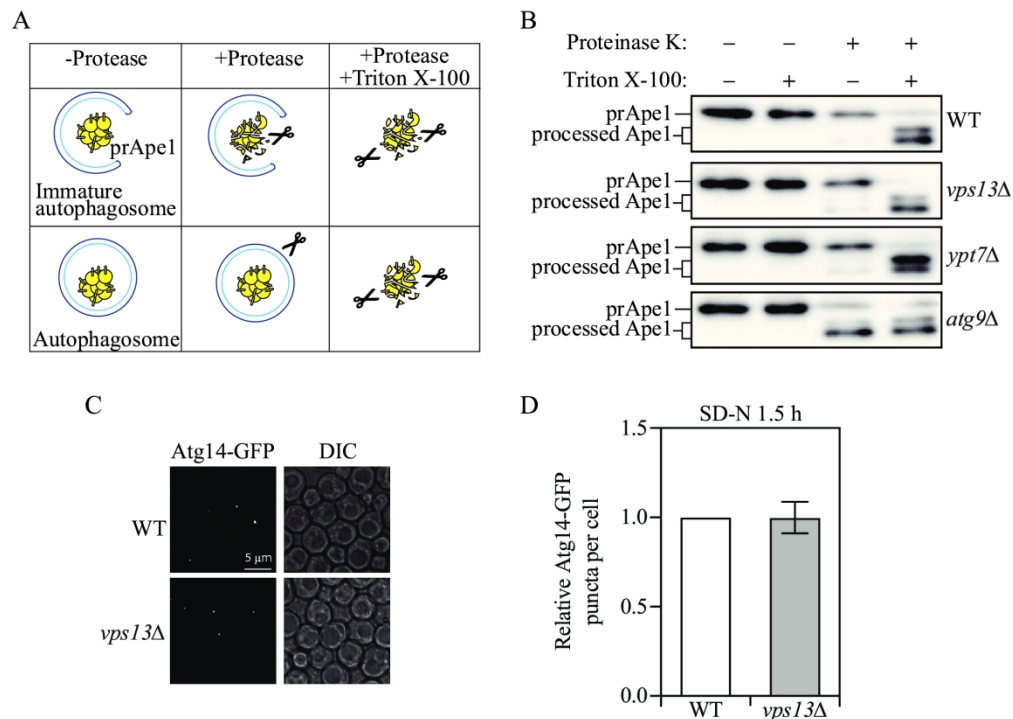 A
-Protease
+Protease
+Protease
+Triton X-100
prApe1
Immature
autophagosome
Autophagosome
B
Proteinase K: – – + +
Triton X-100: – + – +
prApe1
processed Ape1
WT
prApe1
processed Ape1
vps13Δ
prApe1
processed Ape1
ypt7Δ
prApe1
processed Ape1
atg9Δ
C
Atg14-GFP DIC
WT
5 μm
vps13Δ
D
SD-N 1.5 h
Relative Atg14-GFP
puncta per cell
1.5
1.0
0.5
0.0
WT vps13Δ